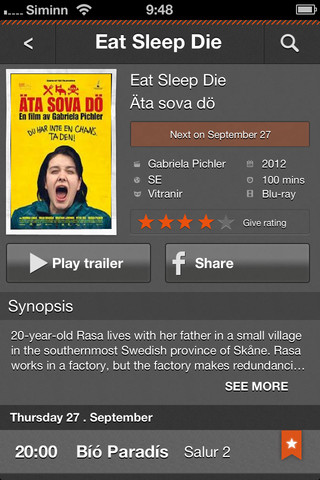 Siminn 9:48
< Eat Sleep Die
ÄTA SOVA DÖ
En film av Gabriela Pichler
DU HAR INTE EN CHANS,
TA DEN!
Eat Sleep Die
Äta sova dö
Next on September 27
Gabriela Pichler 2012
SE 100 mins
Vitranir Blu-ray
Give rating
Play trailer
f Share
Synopsis
20-year-old Rasa lives with her father in a small village
in the southernmost Swedish province of Skåne. Rasa
works in a factory, but the factory makes redundanci...
SEE MORE
Thursday 27 . September
20:00 Bíó Paradís Salur 2